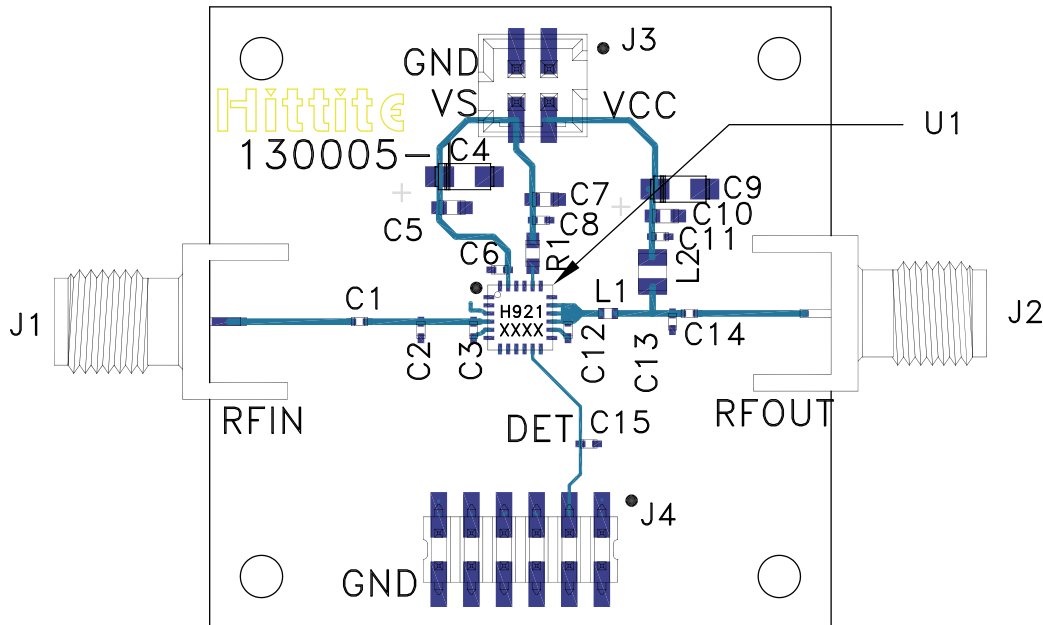 J3
GND
Hittite
VS
VCC
U1
130005-
C4
C7
C9
C8
C10
C5
C11
C6
R1
L2
H921
XXXX
L1
C1
J1
J2
C2
C3
C12
C13
C14
RFIN
RFOUT
DET
C15
J4
GND